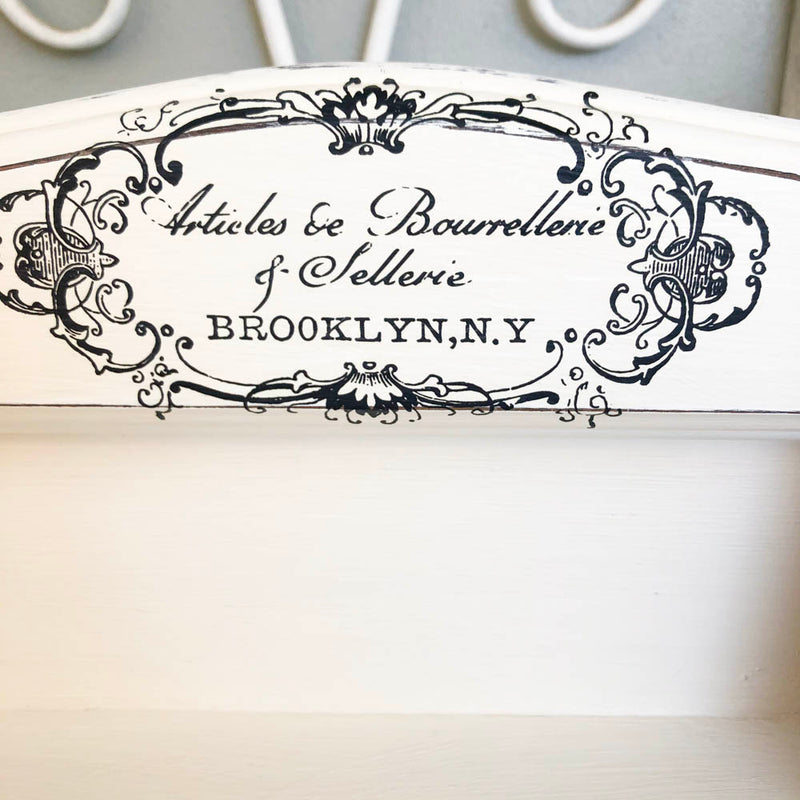 Articles de Bourrellerie
& Sellerie
BROOKLYN,N.Y